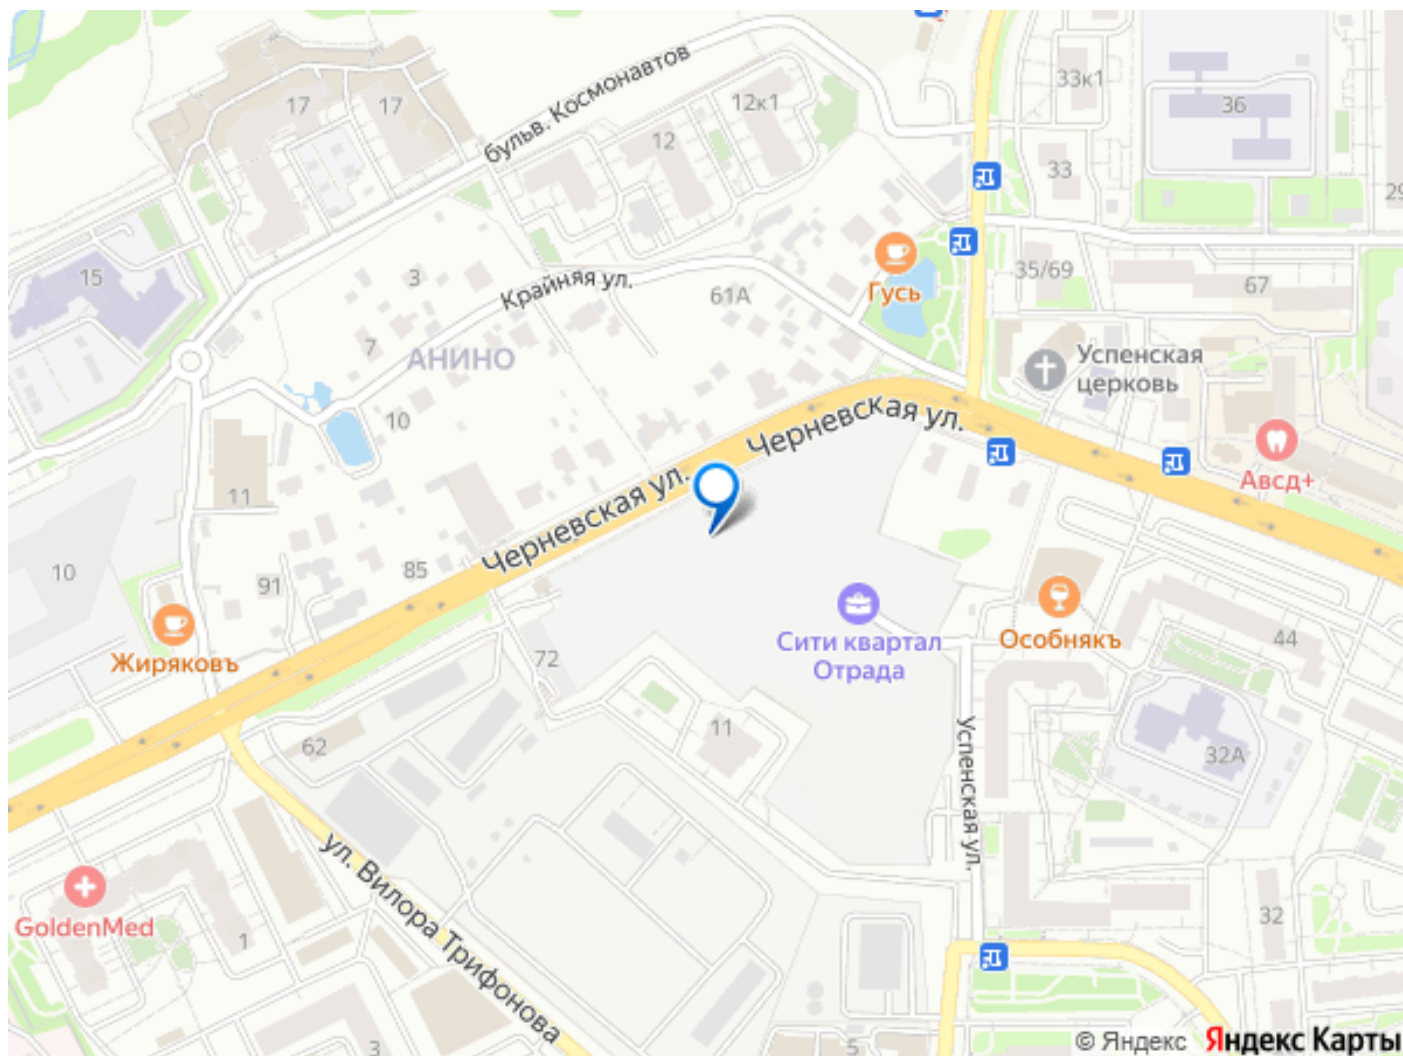 бульв. Космонавтов
17
17
12к1
12
33к1
36
33
29
15
3
Крайняя ул.
61А
Гусь
35/69
67
7
АНИНО
Успенская
церковь
10
Черневская ул.
Авсд+
11
Черневская ул.
10
91
85
Жиряковъ
72
Сити квартал
Отрада
Особнякъ
44
62
11
Успенская ул.
32А
ул. Вилора Трифонова
GoldenMed
1
32
3
5
© Яндекс Яндекс Карты